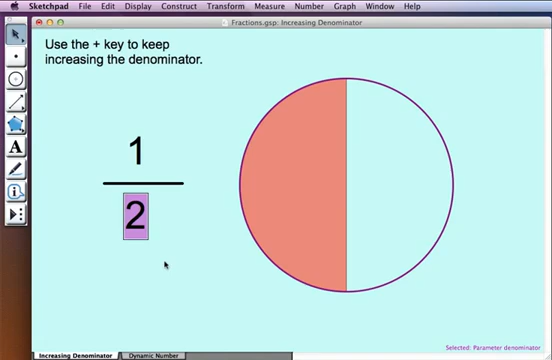 Sketchpad File Edit Display Construct Transform Measure Number Graph Window Help
Fractions.gsp: Increasing Denominator
Use the + key to keep
increasing the denominator.
1
2
A
i
Selected: Parameter denominator
Increasing Denominator Dynamic Number